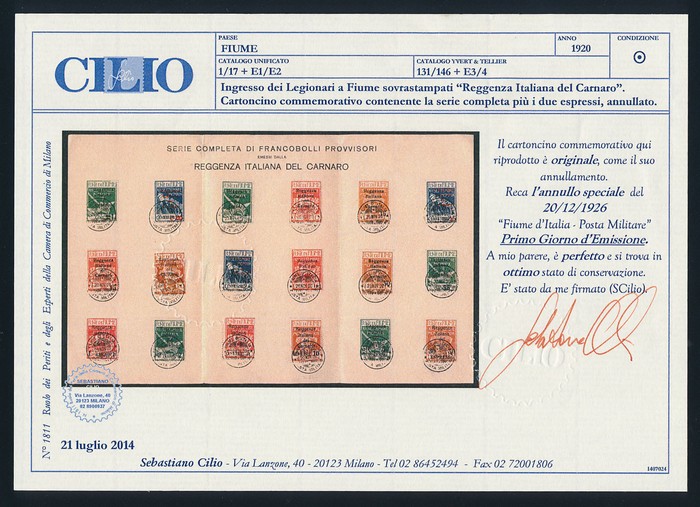 CILIO
PAESE
FIUME
ANNO
1920
CONDIZIONE
CATALOGO UNIFICATO
1/17 + E1/E2
CATALOGO YVERT & TELLIER
131/146 + E3/4
Ingresso dei Legionari a Fiume sovrastampati “Reggenza Italiana del Carnaro”.
Cartoncino commemorativo contenente la serie completa più i due espressi, annullato.
SERIE COMPLETA DI FRANCOBOLLI PROVVISORI
EMESSI DALLA
REGGENZA ITALIANA DEL CARNARO
Il cartoncino commemorativo qui
riprodotto è originale, come il suo
annullamento.
Reca l’annullo speciale del
20/12/1926
“Fiume d’Italia - Posta Militare”
Primo Giorno d’Emissione.
A mio parere, è perfetto e si trova in
ottimo stato di conservazione.
E’ stato da me firmato (SCilio).
CILIO
N° 1811 Ruolo dei Periti e degli Esperti della Camera di Commercio di Milano
SEBASTIANO
Via Lanzone, 40
20123 MILANO
02 8800637
21 luglio 2014
Sebastiano Cilio - Via Lanzone, 40 - 20123 Milano - Tel 02 86452494 - Fax 02 72001806
1407024